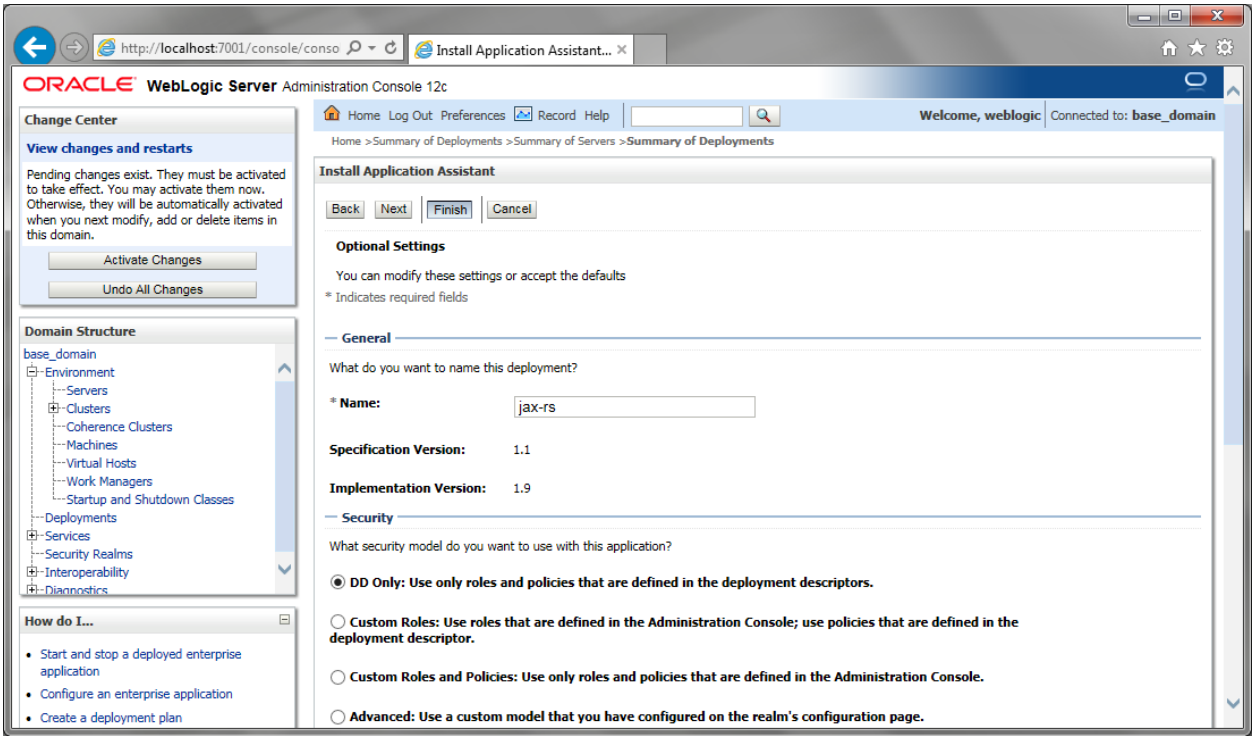 http://localhost:7001/console/conso
Install Application Assistant...
ORACLE WebLogic Server Administration Console 12c
Change Center
View changes and restarts
Pending changes exist. They must be activated
to take effect. You may activate them now.
Otherwise, they will be automatically activated
when you next modify, add or delete items in
this domain.
Activate Changes
Undo All Changes
Domain Structure
base_domain
Environment
Servers
Clusters
Coherence Clusters
Machines
Virtual Hosts
Work Managers
Startup and Shutdown Classes
Deployments
Services
Security Realms
Interoperability
Diagnostics
How do I...
Start and stop a deployed enterprise
application
Configure an enterprise application
Create a deployment plan
Home Log Out Preferences Record Help
Welcome, weblogic Connected to: base_domain
Home >Summary of Deployments >Summary of Servers >Summary of Deployments
Install Application Assistant
Back Next Finish Cancel
Optional Settings
You can modify these settings or accept the defaults
* Indicates required fields
General
What do you want to name this deployment?
* Name: jax-rs
Specification Version: 1.1
Implementation Version: 1.9
Security
What security model do you want to use with this application?
DD Only: Use only roles and policies that are defined in the deployment descriptors.
Custom Roles: Use roles that are defined in the Administration Console; use policies that are defined in the
deployment descriptor.
Custom Roles and Policies: Use only roles and policies that are defined in the Administration Console.
Advanced: Use a custom model that you have configured on the realm's configuration page.